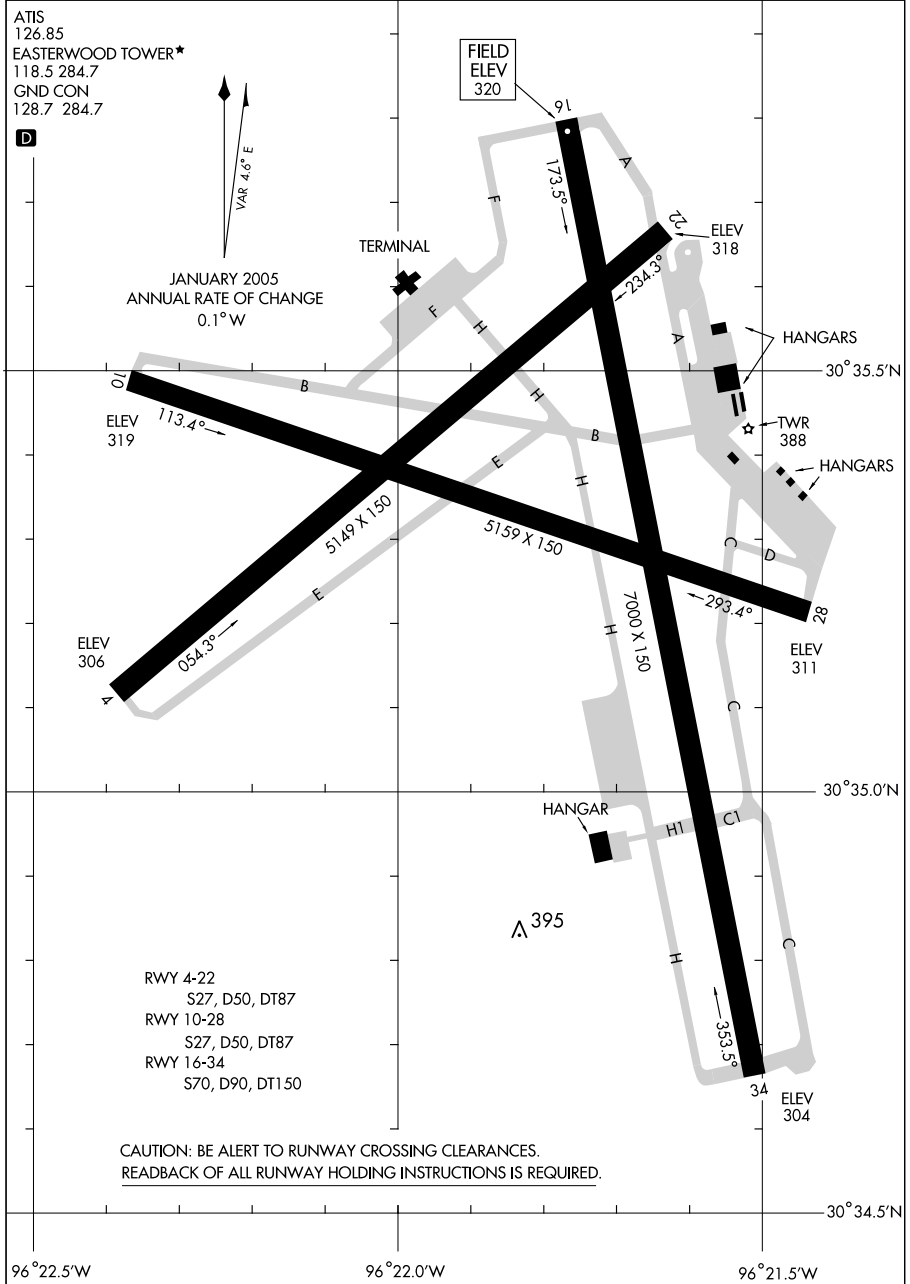 ATIS
126.85
EASTERWOOD TOWER★
118.5 284.7
GND CON
128.7 284.7
D
VAR 4.6° E
JANUARY 2005
ANNUAL RATE OF CHANGE
0.1° W
FIELD
ELEV
320
16
173.5°
A
F
22
ELEV
318
234.3°
TERMINAL
F
H
A
HANGARS
30°35.5'N
10
B
H
ELEV
319
113.4°
B
TWR
388
E
H
HANGARS
5149 X 150
5159 X 150
C
D
E
7000 X 150
293.4°
28
ELEV
311
H
ELEV
306
054.3°
4
C
30°35.0'N
HANGAR
H1
C1
395
H
C
RWY 4-22
S27, D50, DT87
RWY 10-28
S27, D50, DT87
RWY 16-34
S70, D90, DT150
353.5°
34
ELEV
304
CAUTION: BE ALERT TO RUNWAY CROSSING CLEARANCES.
READBACK OF ALL RUNWAY HOLDING INSTRUCTIONS IS REQUIRED.
30°34.5'N
96°22.5'W
96°22.0'W
96°21.5'W